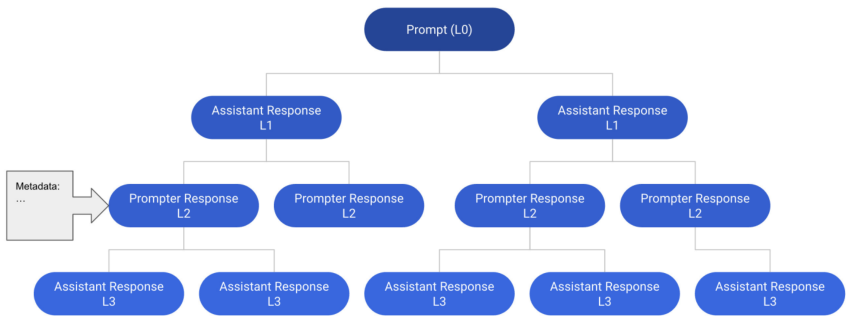 Prompt (L0)
Assistant Response
L1
Assistant Response
L1
Metadata:
...
Prompter Response
L2
Prompter Response
L2
Prompter Response
L2
Prompter Response
L2
Assistant Response
L3
Assistant Response
L3
Assistant Response
L3
Assistant Response
L3
Assistant Response
L3